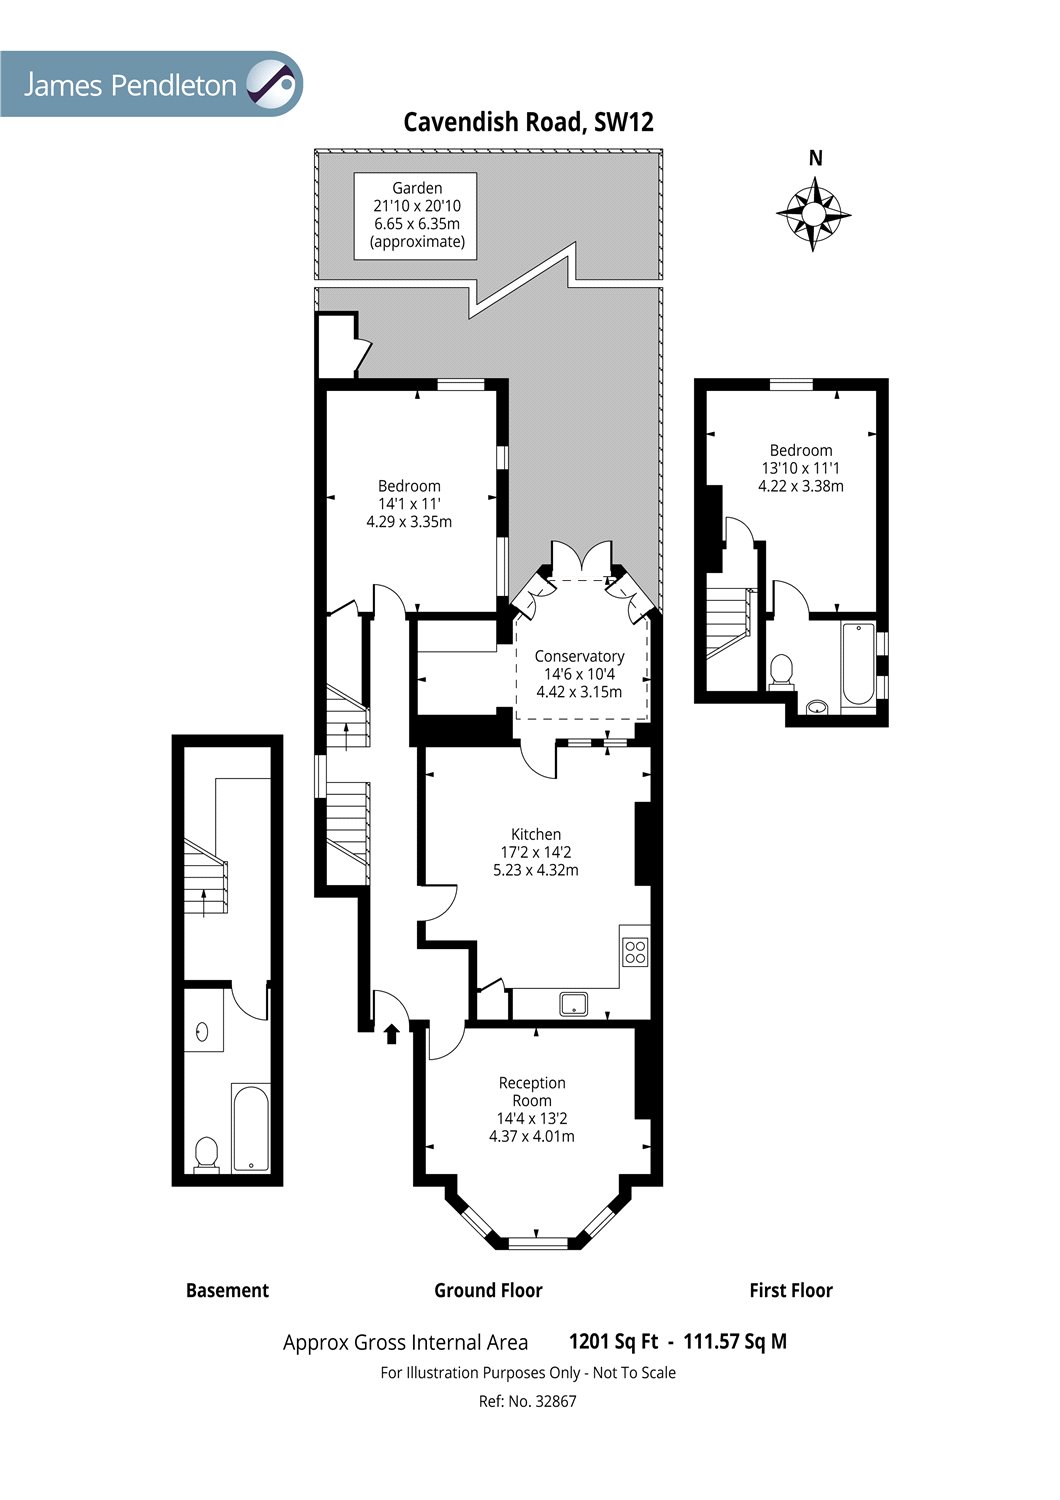 James Pendleton
Cavendish Road, SW12
N
Garden
21'10 x 20'10
6.65 x 6.35m
(approximate)
Bedroom
14'1 x 11'
4.29 x 3.35m
Bedroom
13'10 x 11'1
4.22 x 3.38m
Conservatory
14'6 x 10'4
4.42 x 3.15m
Kitchen
17'2 x 14'2
5.23 x 4.32m
Reception
Room
14'4 x 13'2
4.37 x 4.01m
Basement
Ground Floor
First Floor
Approx Gross Internal Area 1201 Sq Ft - 111.57 Sq M
For Illustration Purposes Only - Not To Scale
Ref: No. 32867